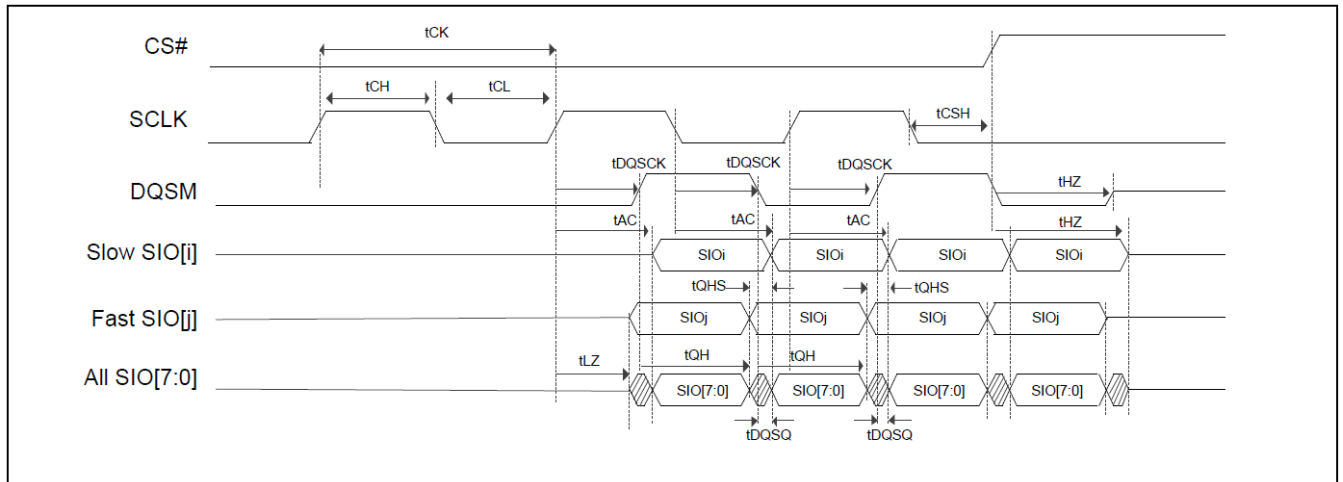 CS#
tCK
tCH
tCL
SCLK
tCSH
tDQSCK
tDQSCK
tDQSCK
DQSM
tHZ
tAC
tAC
tAC
tHZ
Slow SIO[i]
SIOi
SIOi
SIOi
SIOi
tQHS
tQHS
Fast SIO[j]
SIOj
SIOj
SIOj
SIOj
tLZ
tQH
tQH
All SIO[7:0]
SIO[7:0]
SIO[7:0]
SIO[7:0]
SIO[7:0]
tDQSQ
tDQSQ